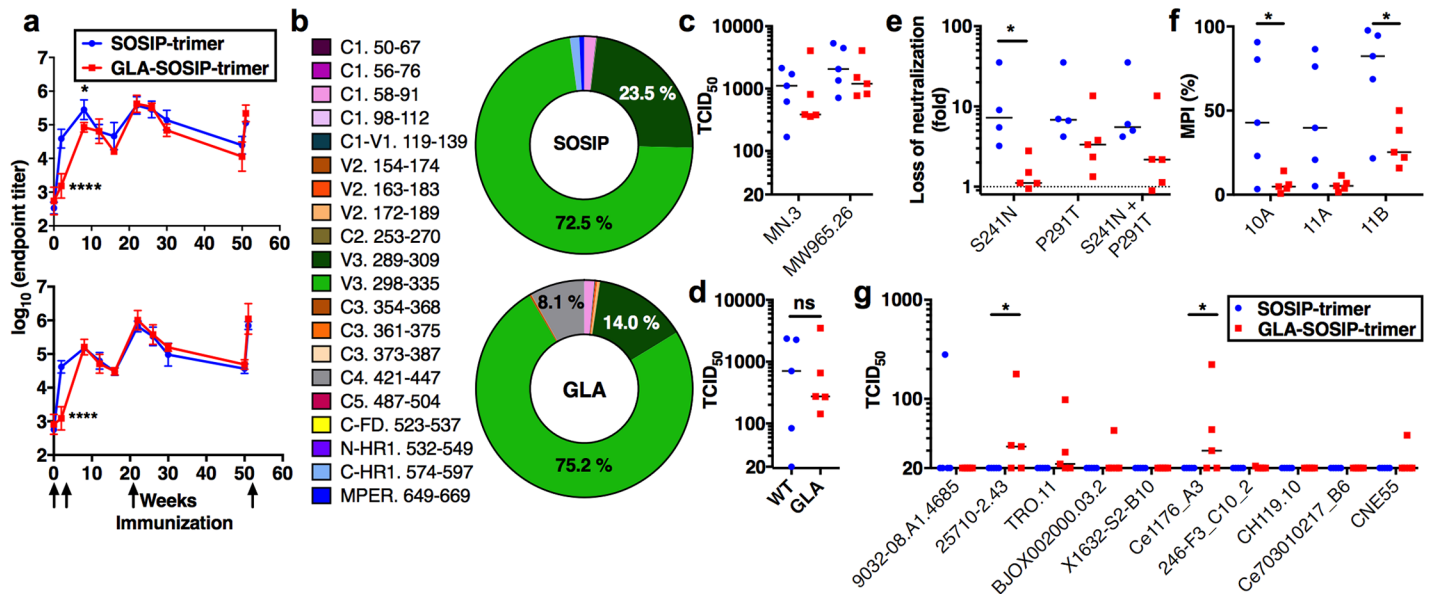 a
SOSIP-trimer
GLA-SOSIP-trimer
7
6
5
4
3
2
*
****
0 10 20 30 40 50 60
log10 (endpoint titer)
7
6
5
4
3
2
****
0 10 20 30 40 50 60
Weeks
Immunization
b
C1. 50-67
C1. 56-76
C1. 58-91
C1. 98-112
C1-V1. 119-139
V2. 154-174
V2. 163-183
V2. 172-189
C2. 253-270
V3. 289-309
V3. 298-335
C3. 354-368
C3. 361-375
C3. 373-387
C4. 421-447
C5. 487-504
C-FD. 523-537
N-HR1. 532-549
C-HR1. 574-597
MPER. 649-669
23.5 %
SOSIP
72.5 %
8.1 %
14.0 %
GLA
75.2 %
c
TCID50
10000
1000
100
20
MN.3
MW965.26
d
TCID50
10000
1000
100
20
ns
WT
GLA
e
Loss of neutralization
(fold)
100
10
1
*
S241N
P291T
S241N +
P291T
f
MPI (%)
100
50
0
*
*
10A
11A
11B
g
SOSIP-trimer
GLA-SOSIP-trimer
TCID50
1000
100
20
*
*
9032-08.A1.4685
25710-2.43
TRO.11
BJOX002000.03.2
X1632-S2-B10
Ce1176_A3
246-F3_C10_2
CH119.10
Ce703010217_B6
CNE55